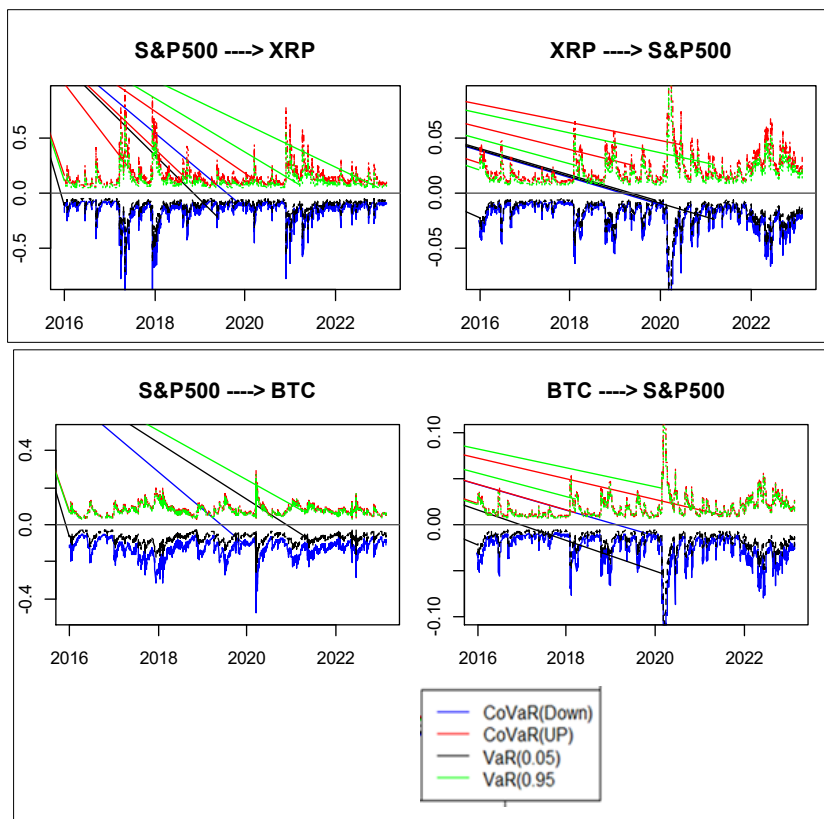 S&P500 ----> XRP
XRP ----> S&P500
0.5
0.0
-0.5
0.05
0.00
-0.05
2016 2018 2020 2022
2016 2018 2020 2022
S&P500 ----> BTC
BTC ----> S&P500
0.4
0.0
-0.4
0.10
0.00
-0.10
2016 2018 2020 2022
2016 2018 2020 2022
CoVaR(Down)
CoVaR(UP)
VaR(0.05)
VaR(0.95